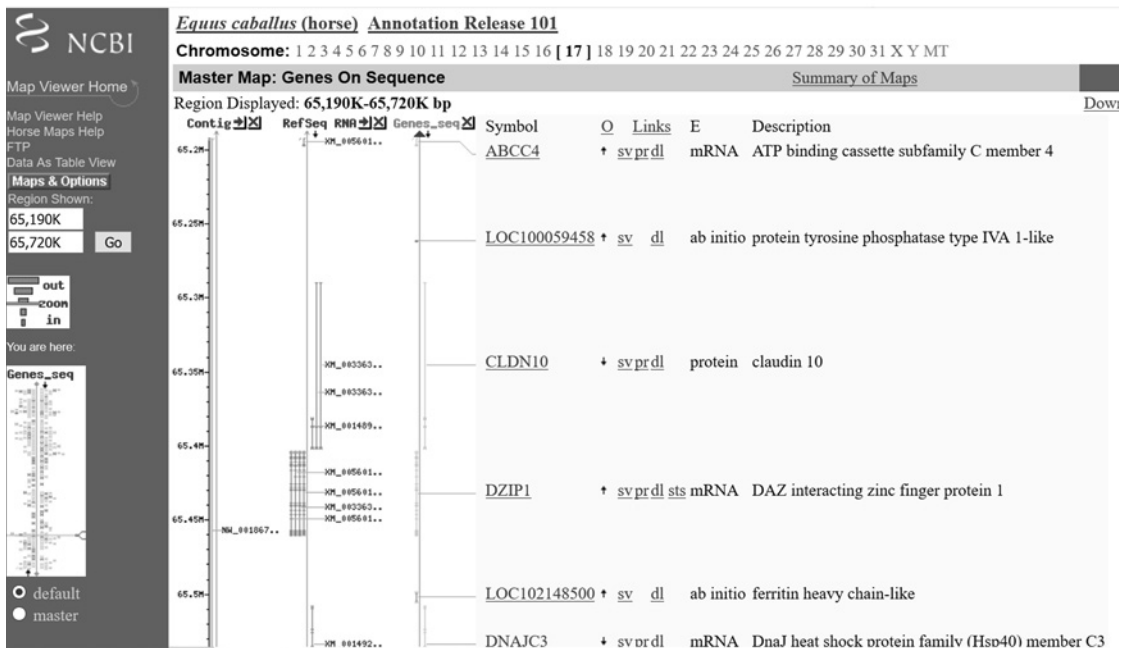 NCBI
Equus caballus (horse) Annotation Release 101
Chromosome: 1 2 3 4 5 6 7 8 9 10 11 12 13 14 15 16 [ 17 ] 18 19 20 21 22 23 24 25 26 27 28 29 30 31 X Y MT
Map Viewer Home
Master Map: Genes On Sequence Summary of Maps
Region Displayed: 65,190K-65,720K bp
Map Viewer Help
Horse Maps Help
FTP
Data As Table View
Maps & Options
Region Shown:
65,190K
65,720K Go
out
zoom
in
You are here:
Genes_seq
default
master
Contig RefSeq RNA Genes_seq Symbol O Links E Description
XM_005601..
65.2M ABCC4 sv pr dl mRNA ATP binding cassette subfamily C member 4
65.25M
LOC100059458 sv dl ab initio protein tyrosine phosphatase type IVA 1-like
65.3M
XM_003363.. CLDN10 sv pr dl protein claudin 10
65.35M
XM_003363..
XM_001489..
65.4M
XM_005601..
XM_005601.. DZIP1 sv pr dl sts mRNA DAZ interacting zinc finger protein 1
XM_003363..
65.45M XM_005601..
NW_001867..
65.5M LOC102148500 sv dl ab initio ferritin heavy chain-like
XM_001492.. DNAJC3 sv pr dl mRNA DnaJ heat shock protein family (Hsp40) member C3